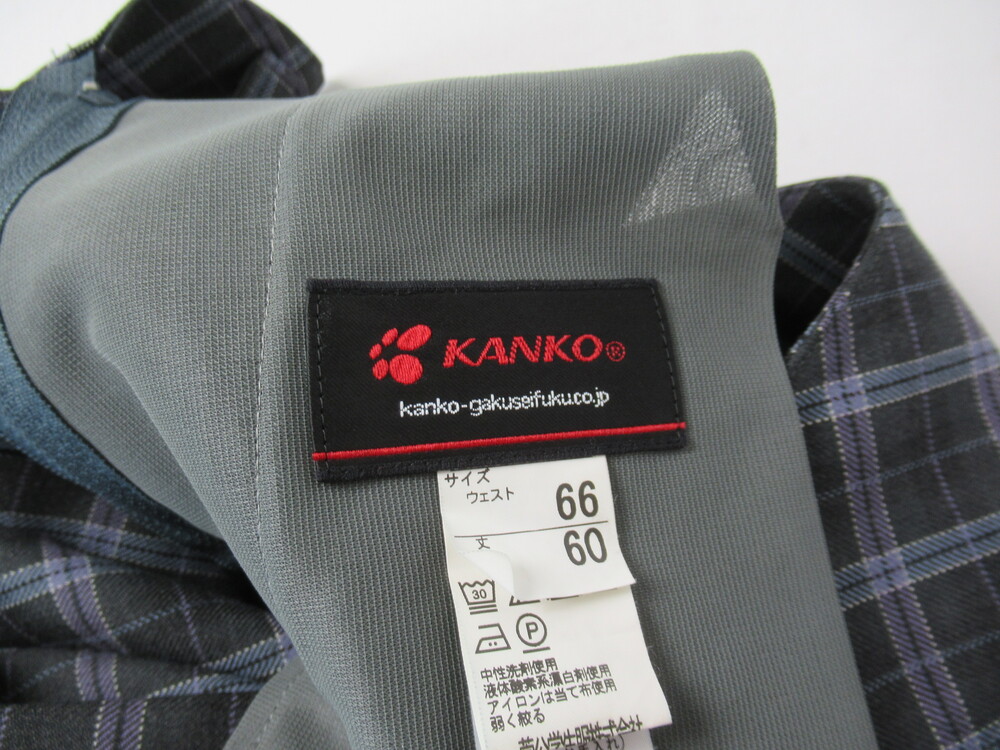 KANKO®
kanko-gakuseifuku.co.jp
サイズ
ウェスト 66
丈 60
30
P
中性洗剤使用
液体酸素系漂白剤使用
アイロンは当て布使用
弱く絞る